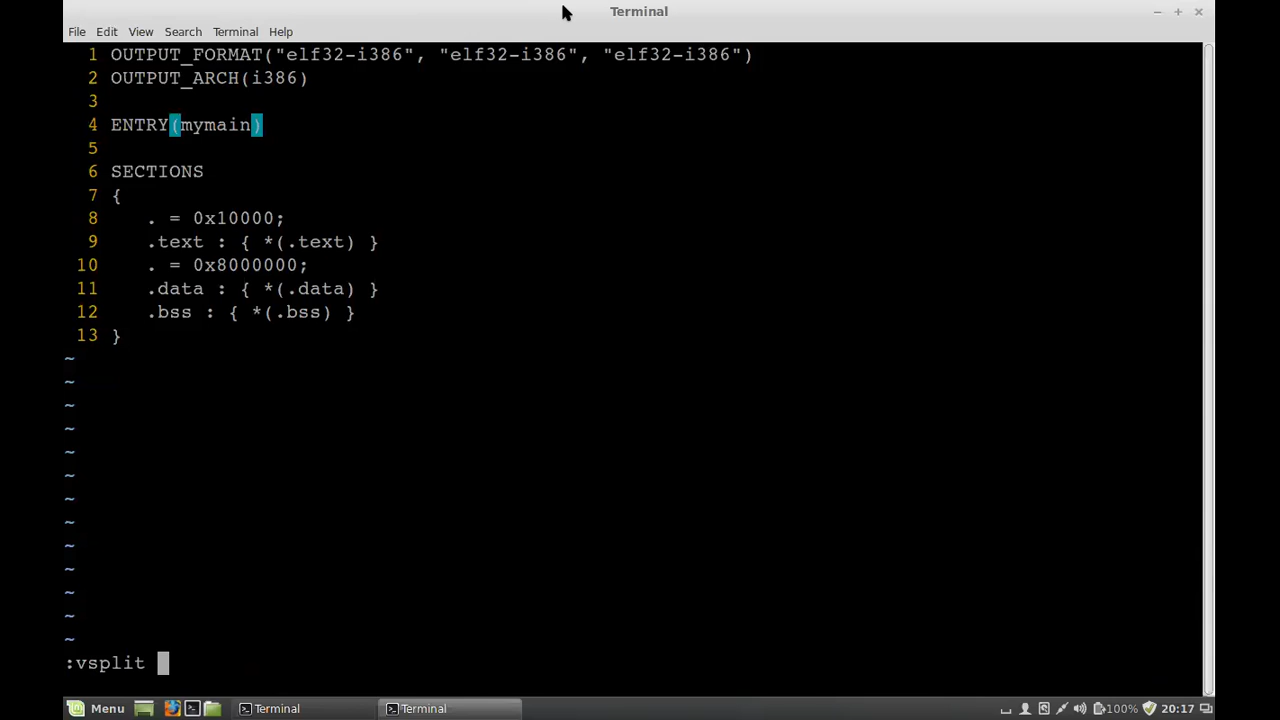 Terminal
File Edit View Search Terminal Help
1 OUTPUT_FORMAT("elf32-i386", "elf32-i386", "elf32-i386")
2 OUTPUT_ARCH(i386)
3
4 ENTRY(mymain)
5
6 SECTIONS
7 {
8    . = 0x10000;
9    .text : { *(.text) }
10    . = 0x8000000;
11    .data : { *(.data) }
12    .bss : { *(.bss) }
13 }
~
~
~
~
~
~
~
~
~
~
~
~
~
:vsplit
Menu Terminal Terminal 100% 20:17